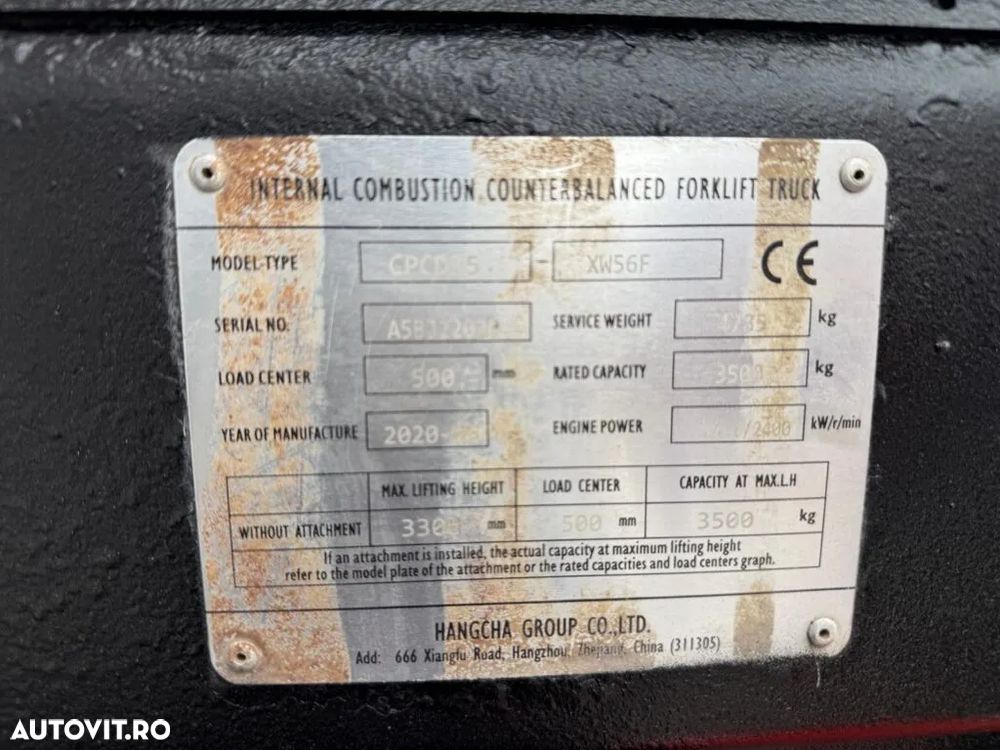 INTERNAL COMBUSTION COUNTERBALANCED FORKLIFT TRUCK
MODEL-TYPE - XW56F CE
SERIAL NO. SERVICE WEIGHT kg
LOAD CENTER 500 mm RATED CAPACITY 3500 kg
YEAR OF MANUFACTURE 2020- ENGINE POWER /2400 kW/r/min
MAX. LIFTING HEIGHT LOAD CENTER CAPACITY AT MAX.L.H
WITHOUT ATTACHMENT 3300 mm 500 mm 3500 kg
If an attachment is installed, the actual capacity at maximum lifting height
refer to the model plate of the attachment or the rated capacities and load centers graph.
HANGCHA GROUP CO.,LTD.
Add: 666 Xiangfu Road, Hangzhou, Zhejiang, China (311305)
AUTOVIT.RO